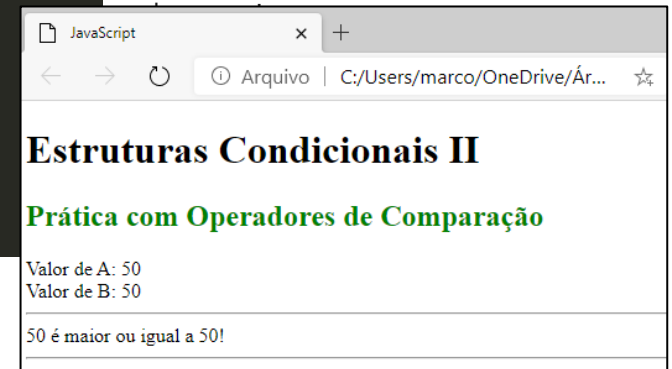 JavaScript
Arquivo | C:/Users/marco/OneDrive/Ár...
Estruturas Condicionais II
Prática com Operadores de Comparação
Valor de A: 50
Valor de B: 50
50 é maior ou igual a 50!